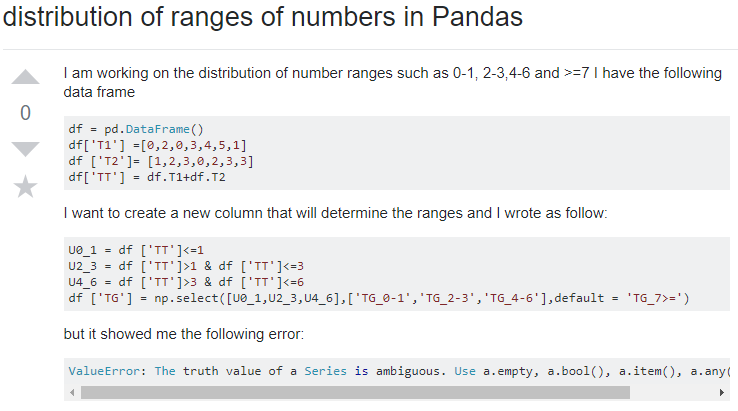 distribution of ranges of numbers in Pandas
I am working on the distribution of number ranges such as 0-1, 2-3,4-6 and >=7 I have the following
data frame
0
df = pd.DataFrame()
df['T1'] =[0,2,0,3,4,5,1]
df ['T2']= [1,2,3,0,2,3,3]
df['TT'] = df.T1+df.T2
I want to create a new column that will determine the ranges and I wrote as follow:
U0_1 = df ['TT']<=1
U2_3 = df ['TT']>1 & df ['TT']<=3
U4_6 = df ['TT']>3 & df ['TT']<=6
df ['TG'] = np.select([U0_1,U2_3,U4_6],['TG_0-1','TG_2-3','TG_4-6'],default = 'TG_7>=')
but it showed me the following error:
ValueError: The truth value of a Series is ambiguous. Use a.empty, a.bool(), a.item(), a.any(